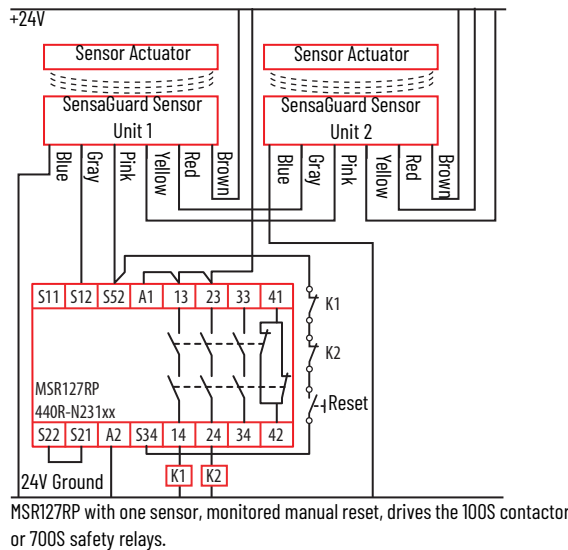 +24V
Sensor Actuator
Sensor Actuator
SensaGuard Sensor
Unit 1
SensaGuard Sensor
Unit 2
Blue
Gray
Pink
Yellow
Red
Brown
Blue
Gray
Pink
Yellow
Red
Brown
S11 S12 S52 A1 13 23 33 41
K1
K2
Reset
MSR127RP
440R-N231xx
S22 S21 A2 S34 14 24 34 42
K1 K2
24V Ground
MSR127RP with one sensor, monitored manual reset, drives the 100S contactor
or 700S safety relays.